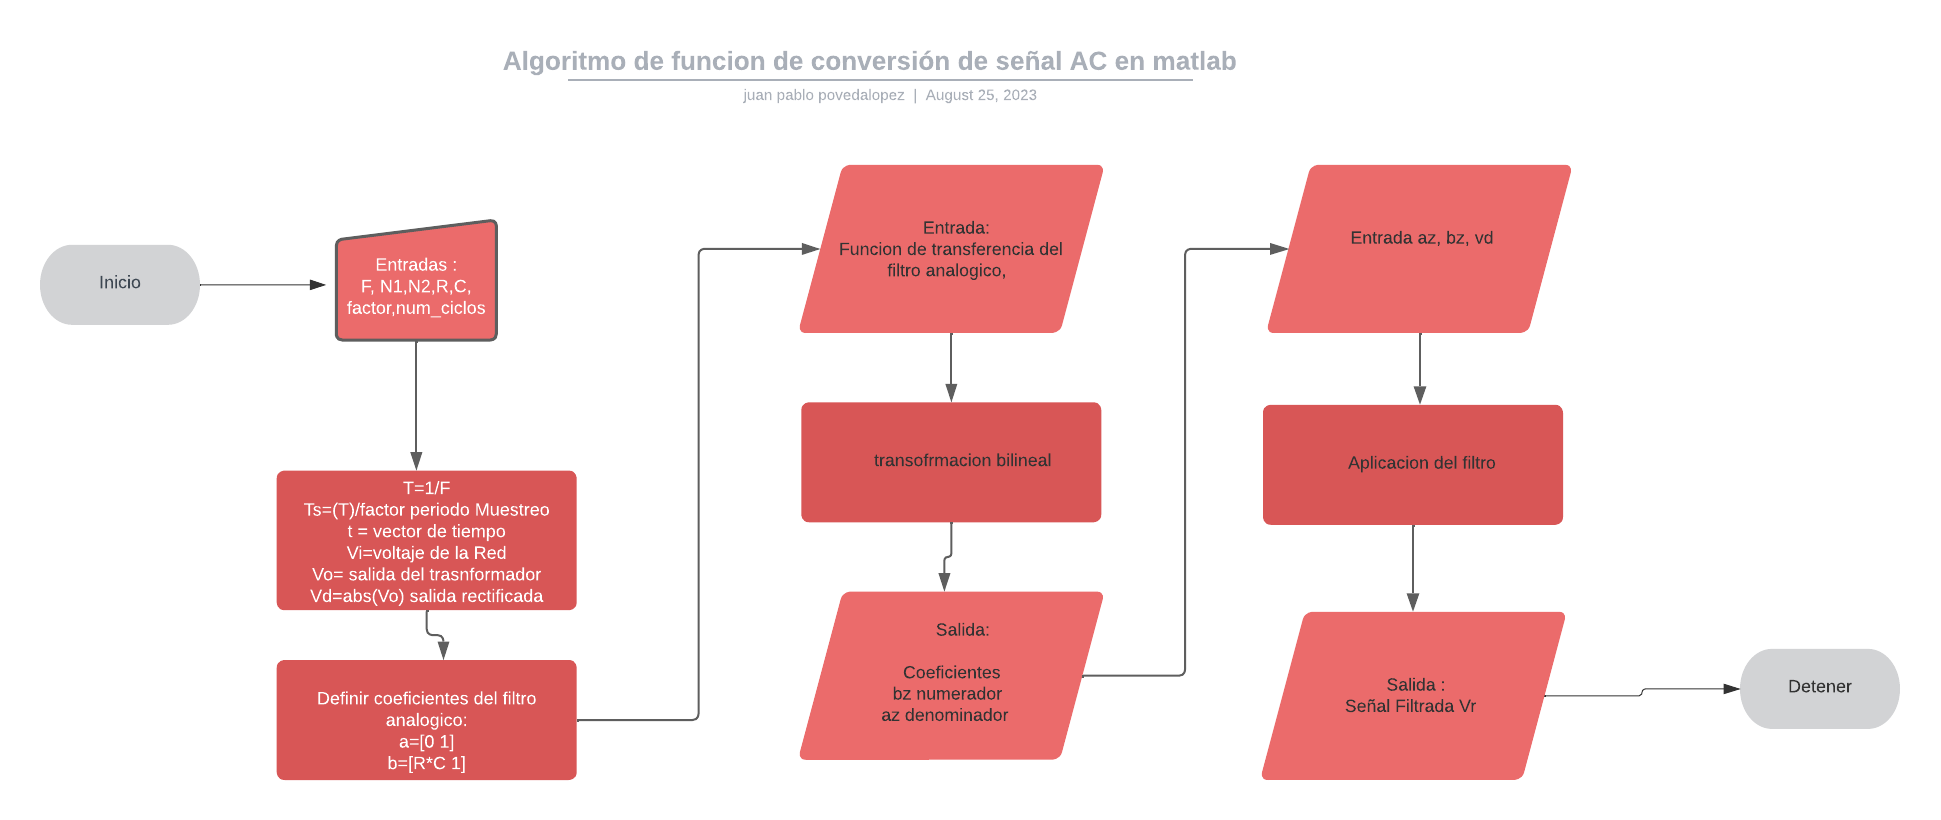 Algoritmo de funcion de conversión de señal AC en matlab
juan pablo povedalopez | August 25, 2023
Inicio
Entradas :
F, N1,N2,R,C,
factor,num_ciclos
T=1/F
Ts=(T)/factor periodo Muestreo
t = vector de tiempo
Vi=voltaje de la Red
Vo= salida del trasnformador
Vd=abs(Vo) salida rectificada
Definir coeficientes del filtro
analogico:
a=[0 1]
b=[R*C 1]
Entrada:
Funcion de transferencia del
filtro analogico,
transofrmacion bilineal
Salida:
Coeficientes
bz numerador
az denominador
Entrada az, bz, vd
Aplicacion del filtro
Salida :
Señal Filtrada Vr
Detener